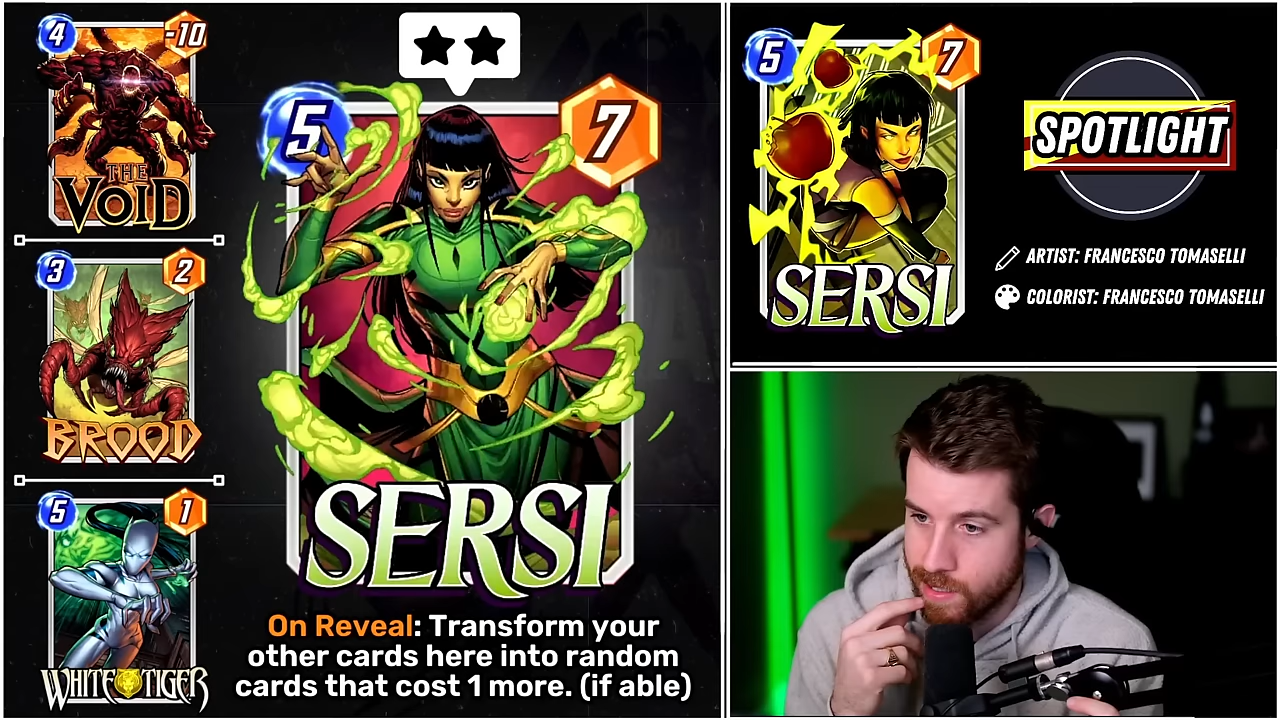 4
-10
THE
VOID
3
2
BROOD
5
1
WHITE TIGER
5
7
SERSI
On Reveal: Transform your
other cards here into random
cards that cost 1 more. (if able)
5
7
SERSI
SPOTLIGHT
ARTIST: FRANCESCO TOMASELLI
COLORIST: FRANCESCO TOMASELLI